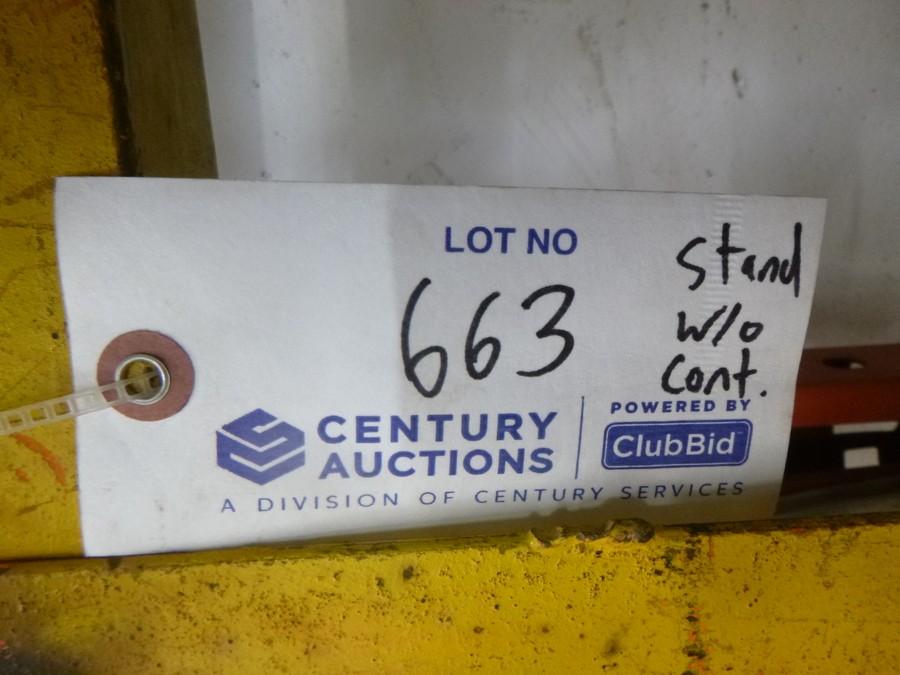 LOT NO
663
stand
w/o
cont.
CENTURY
AUCTIONS
POWERED BY
ClubBid
A DIVISION OF CENTURY SERVICES